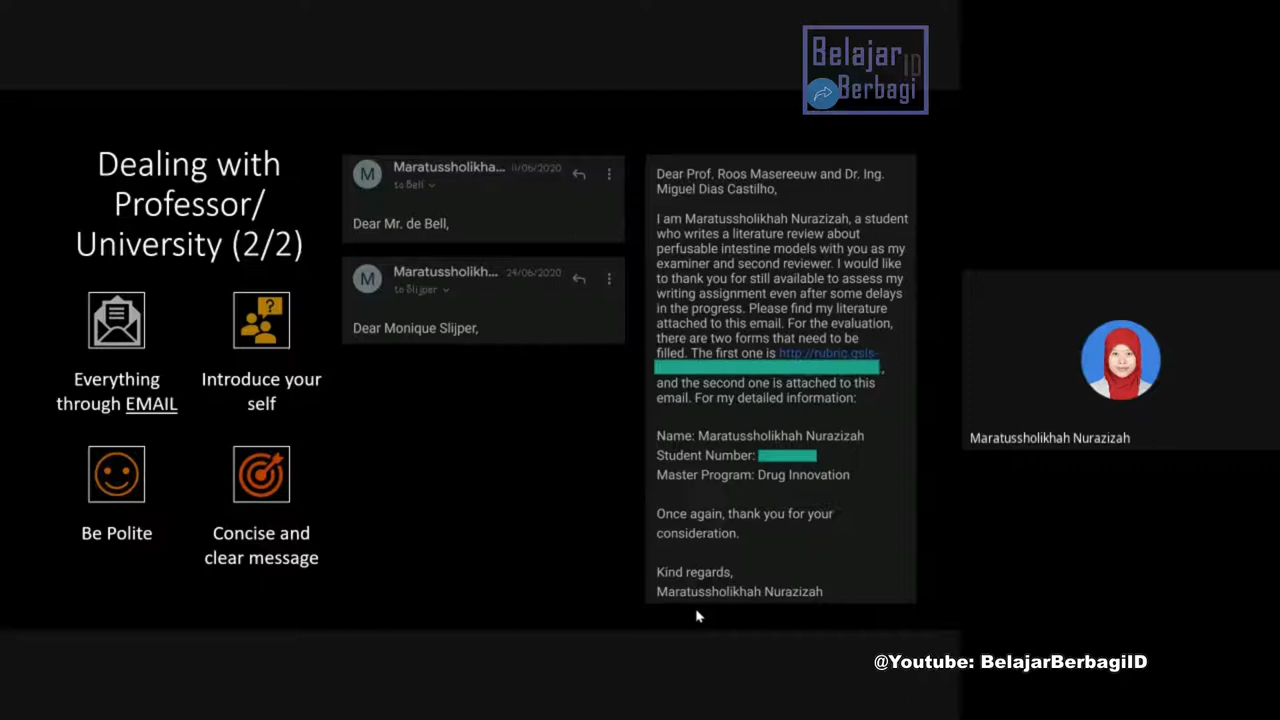 Belajar
ID
Berbagi
Dealing with
Professor/
University (2/2)
Everything
through EMAIL
Introduce your
self
Be Polite
Concise and
clear message
M
Maratussholikha... 11/06/2020
to Bell
Dear Mr. de Bell,
M
Maratussholikh... 24/06/2020
to Slijper
Dear Monique Slijper,
Dear Prof. Roos Masereeuw and Dr. Ing.
Miguel Dias Castilho,
I am Maratussholikhah Nurazizah, a student
who writes a literature review about
perfusable intestine models with you as my
examiner and second reviewer. I would like
to thank you for still available to assess my
writing assignment even after some delays
in the progress. Please find my literature
attached to this email. For the evaluation,
there are two forms that need to be
filled. The first one is http://rubric.gsls-
,
and the second one is attached to this
email. For my detailed information:
Name: Maratussholikhah Nurazizah
Student Number:
Master Program: Drug Innovation
Once again, thank you for your
consideration.
Kind regards,
Maratussholikhah Nurazizah
Maratussholikhah Nurazizah
@Youtube: BelajarBerbagiID